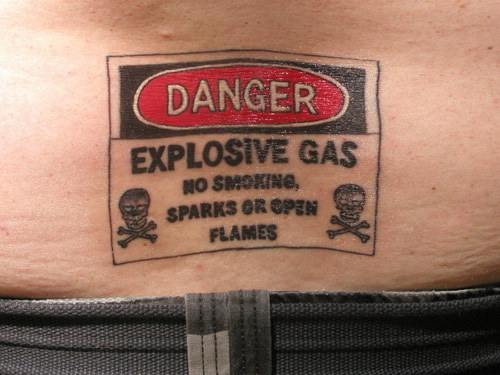 DANGER
EXPLOSIVE GAS
NO SMOKING,
SPARKS OR OPEN
FLAMES